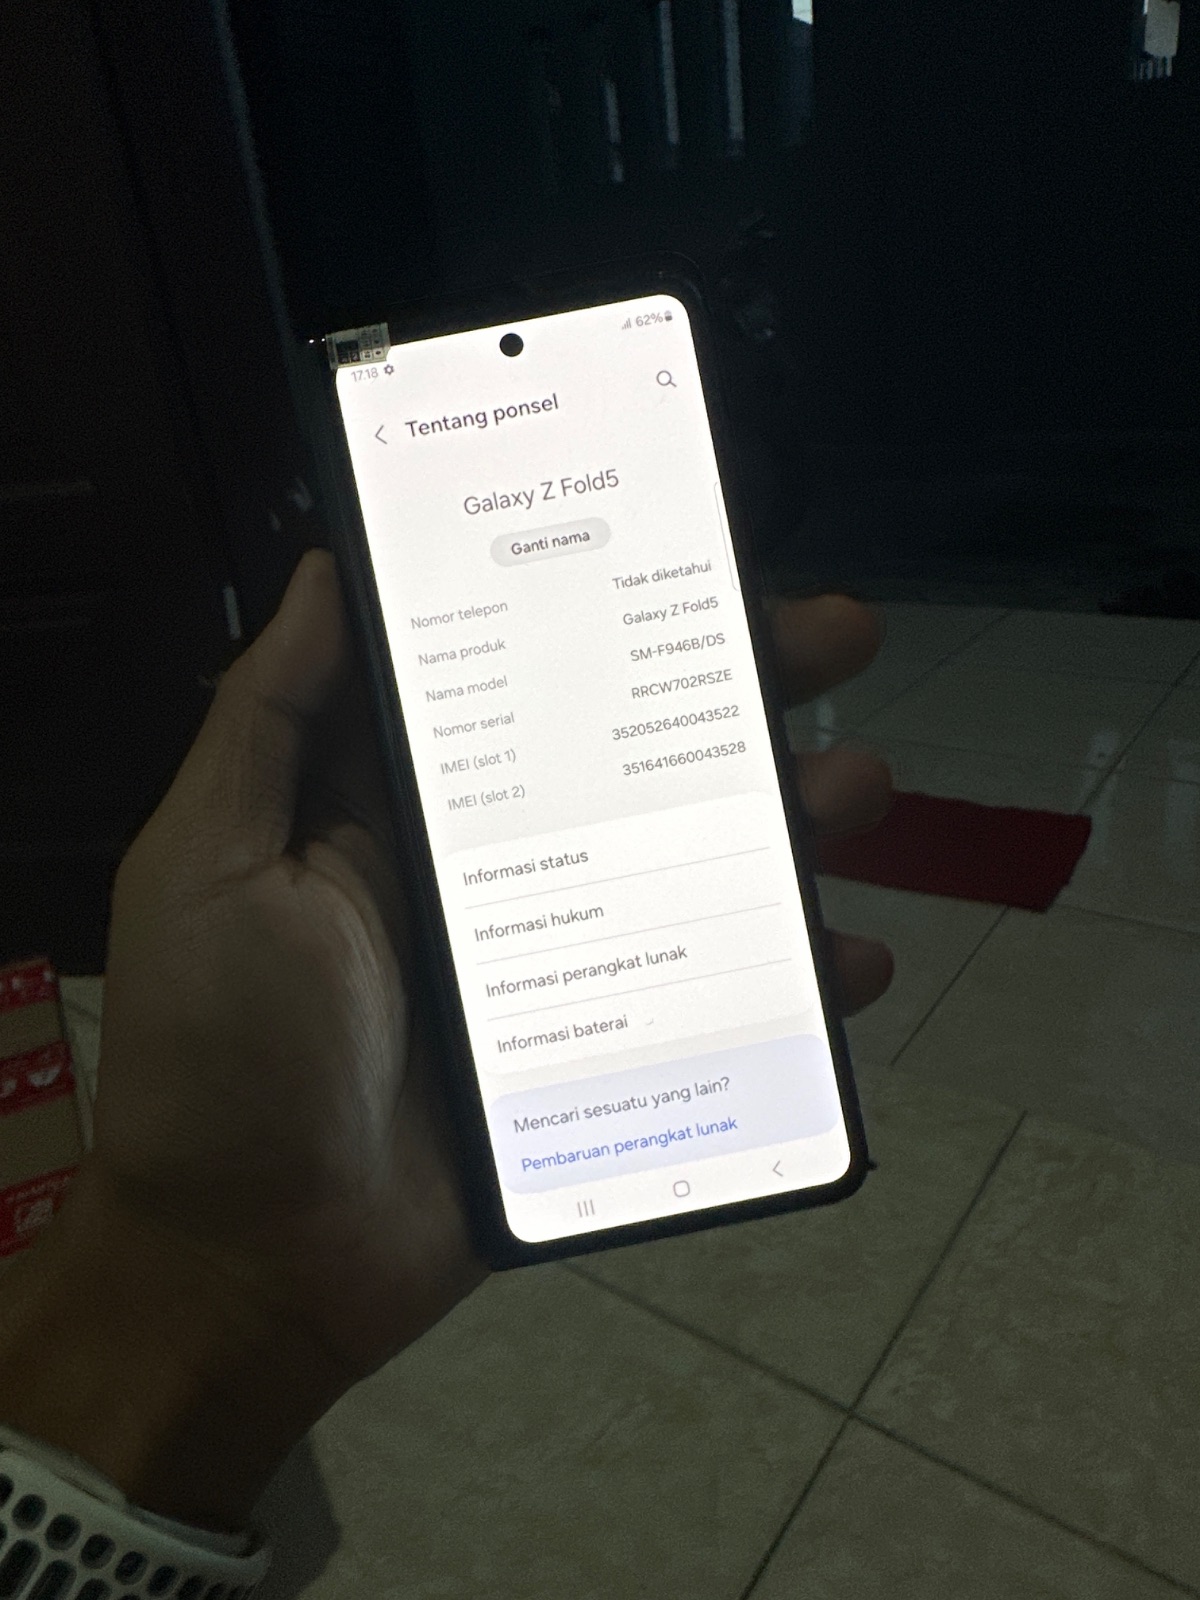 17.18
62%
Tentang ponsel
Galaxy Z Fold5
Ganti nama
Nomor telepon Tidak diketahui
Nama produk Galaxy Z Fold5
Nama model SM-F946B/DS
Nomor serial RRCW702RSZE
IMEI (slot 1) 352052640043522
IMEI (slot 2) 351641660043528
Informasi status
Informasi hukum
Informasi perangkat lunak
Informasi baterai
Mencari sesuatu yang lain?
Pembaruan perangkat lunak